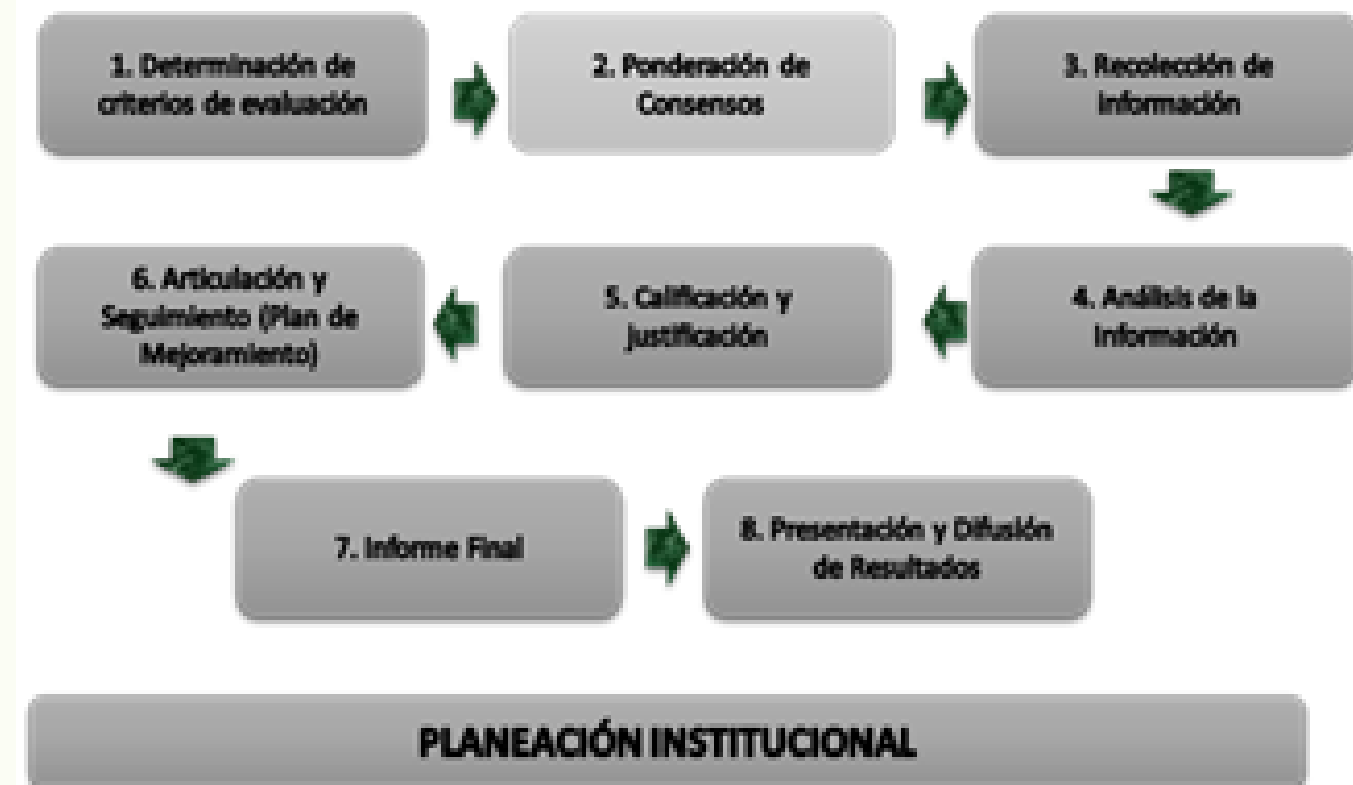 1. Determinación de
criterios de evaluación
2. Ponderación de
Consensos
3. Recolección de
Información
4. Análisis de la
Información
5. Calificación y
Justificación
6. Articulación y
Seguimiento (Plan de
Mejoramiento)
7. Informe Final
8. Presentación y Difusión
de Resultados
PLANEACIÓN INSTITUCIONAL